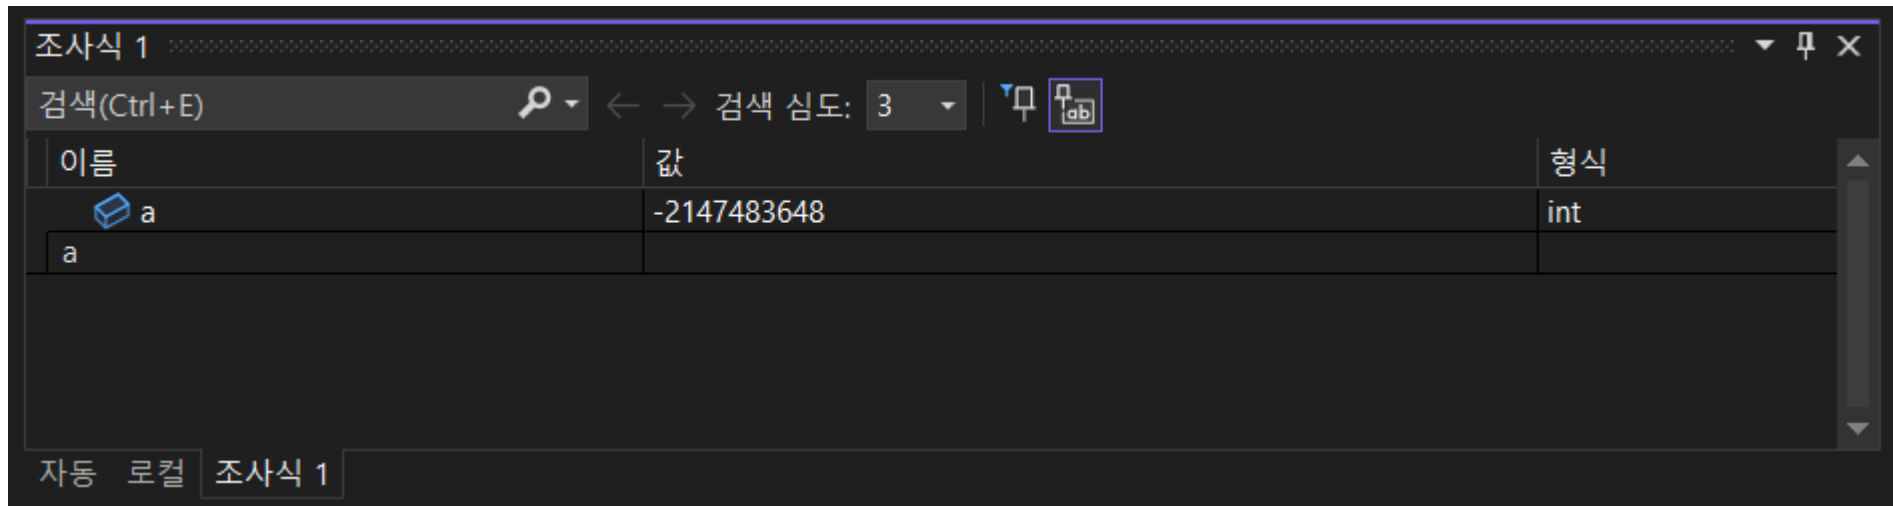 조사식 1
검색(Ctrl+E) 검색 심도: 3 ab
이름 값 형식
a -2147483648 int
a
자동 로컬 조사식 1